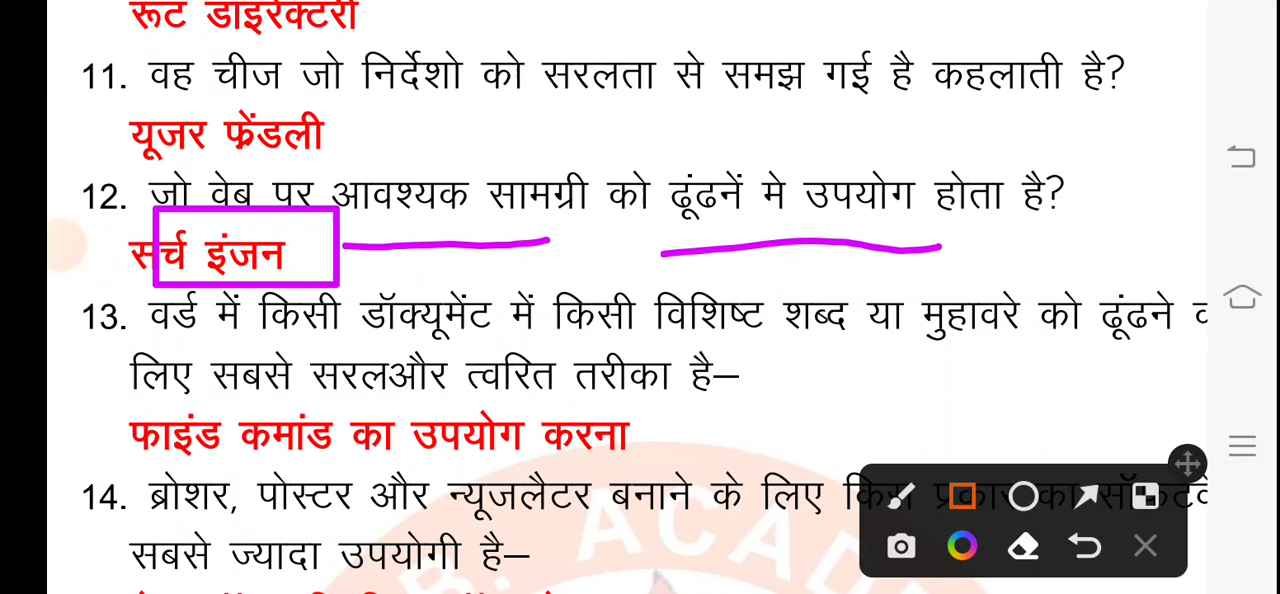 रूट डाइरेक्टरी
11. वह चीज जो निर्देशो को सरलता से समझ गई है कहलाती है?
यूजर फ्रेंडली
12. जो वेब पर आवश्यक सामग्री को ढूंढनें मे उपयोग होता है?
सर्च इंजन
13. वर्ड में किसी डॉक्यूमेंट में किसी विशिष्ट शब्द या मुहावरे को ढूंढने
लिए सबसे सरलऔर त्वरित तरीका है–
फाइंड कमांड का उपयोग करना
14. ब्रोशर, पोस्टर और न्यूजलैटर बनाने के लिए किस प्रकार का
सबसे ज्यादा उपयोगी है–
ACAD